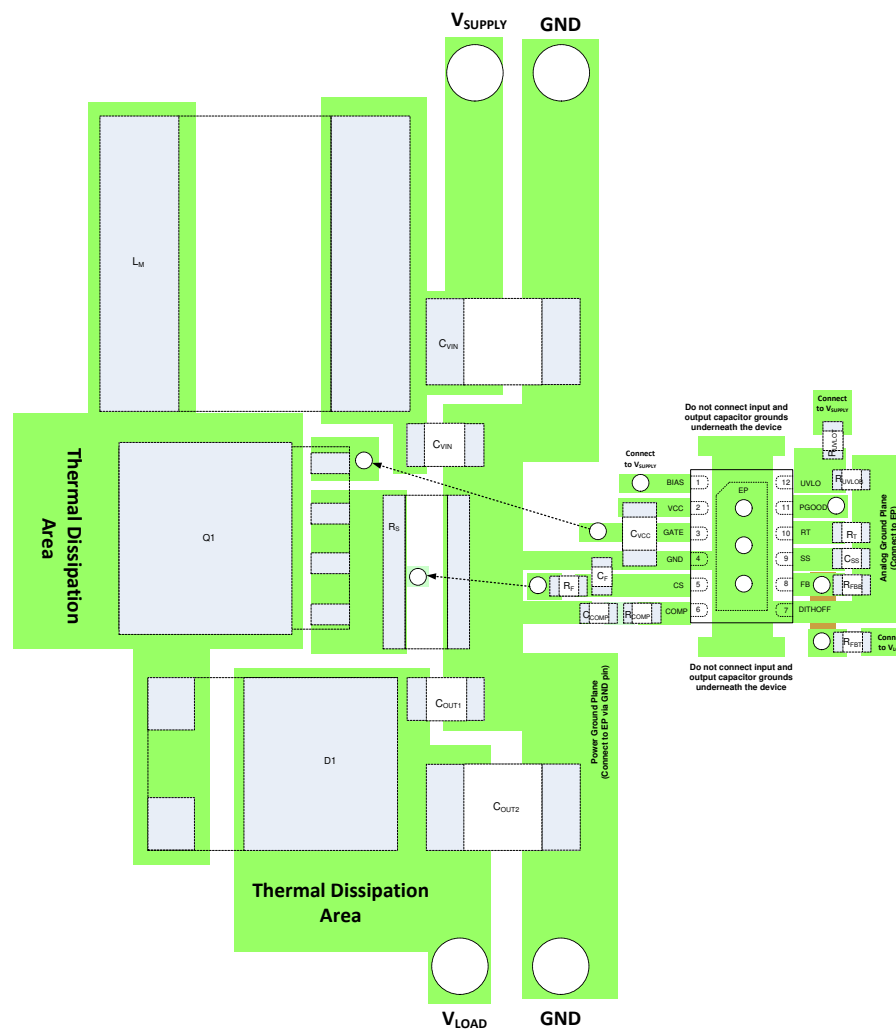 VSUPPLY
GND
LM
CVIN
CVIN
Thermal Dissipation
Area
Q1
RS
Do not connect input and
output capacitor grounds
underneath the device
Connect
to VSUPPLY
RUVLOT
Connect
to VSUPPLY
BIAS
1
EP
12
UVLO
RUVLOB
VCC
2
11
PGOOD
CVCC
GATE
3
10
RT
RT
GND
4
9
SS
CSS
CF
RF
CS
5
8
FB
RFBB
CCOMP
RCOMP
COMP
6
7
DITHOFF
Analog Ground Plane
(Connect to EP)
RFBT
Connect
Do not connect input and
output capacitor grounds
underneath the device
Power Ground Plane
(Connect to EP via GND pin)
COUT1
D1
COUT2
Thermal Dissipation
Area
VLOAD
GND